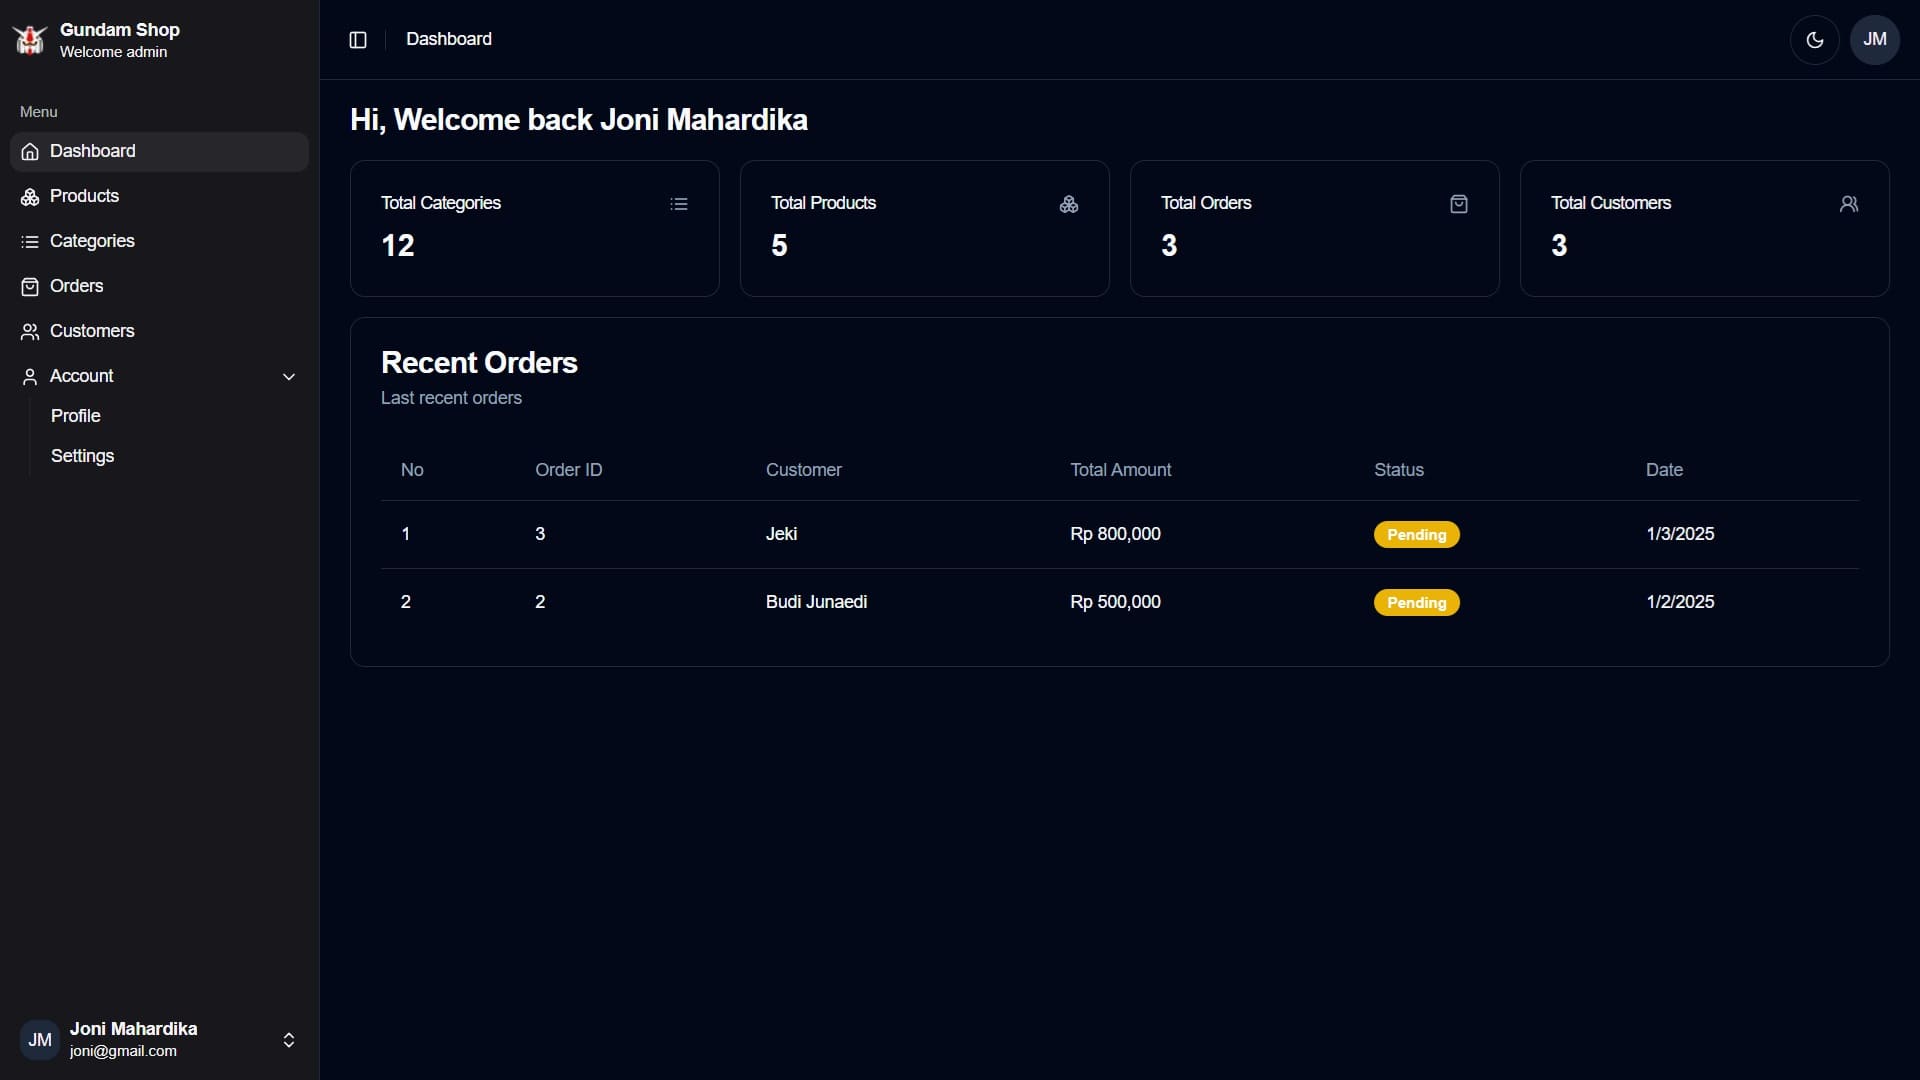 Gundam Shop
Welcome admin
Menu
Dashboard
Products
Categories
Orders
Customers
Account
Profile
Settings
JM
Joni Mahardika
joni@gmail.com
Dashboard
JM
Hi, Welcome back Joni Mahardika
Total Categories
12
Total Products
5
Total Orders
3
Total Customers
3
Recent Orders
Last recent orders
No Order ID Customer Total Amount Status Date
1 3 Jeki Rp 800,000 Pending 1/3/2025
2 2 Budi Junaedi Rp 500,000 Pending 1/2/2025